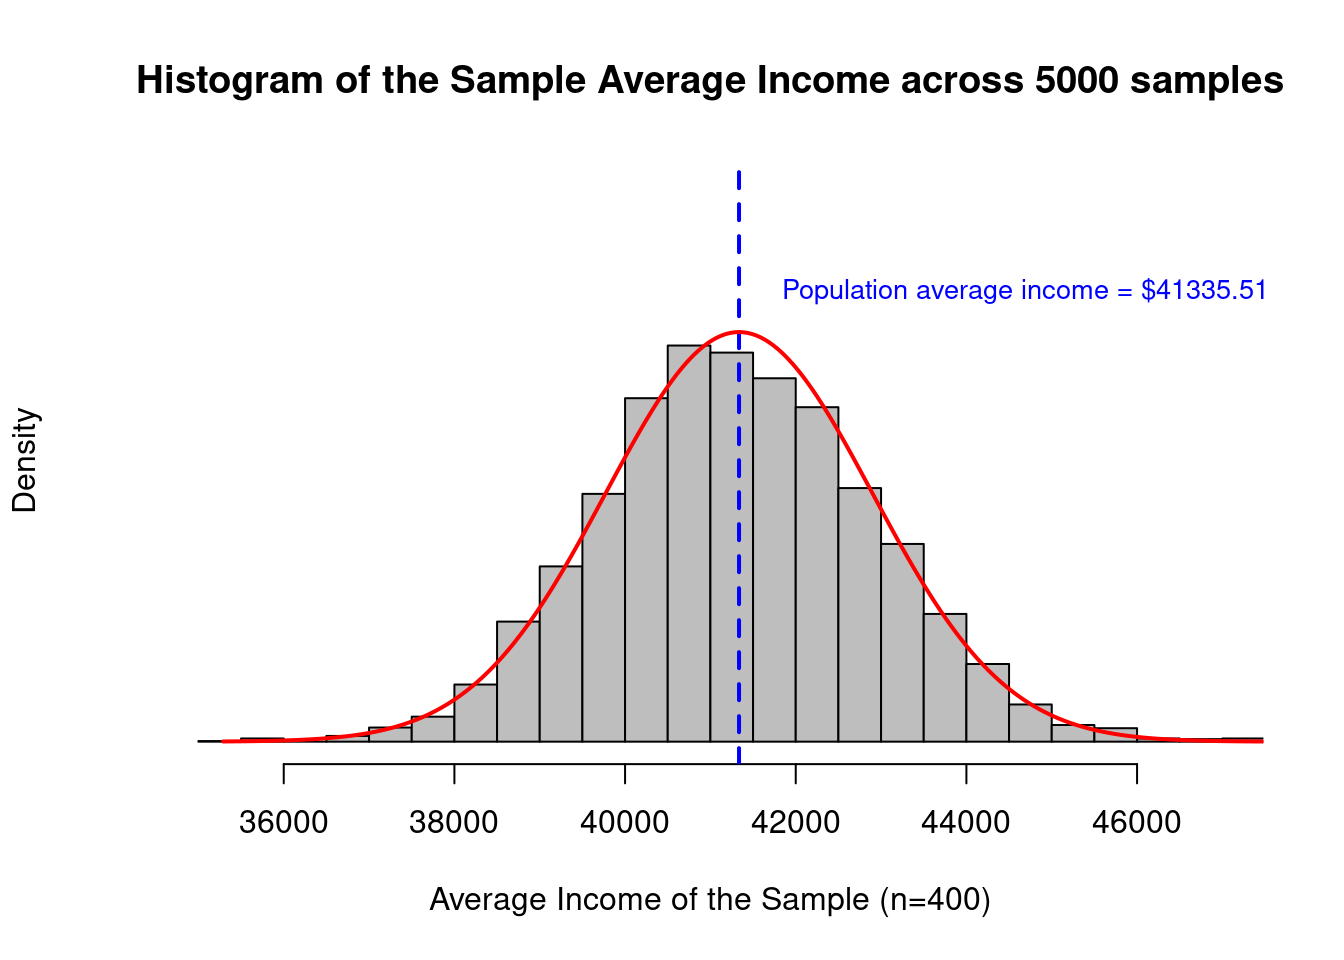 Histogram of the Sample Average Income across 5000 samples
Population average income = $41335.51
Density
36000 38000 40000 42000 44000 46000
Average Income of the Sample (n=400)